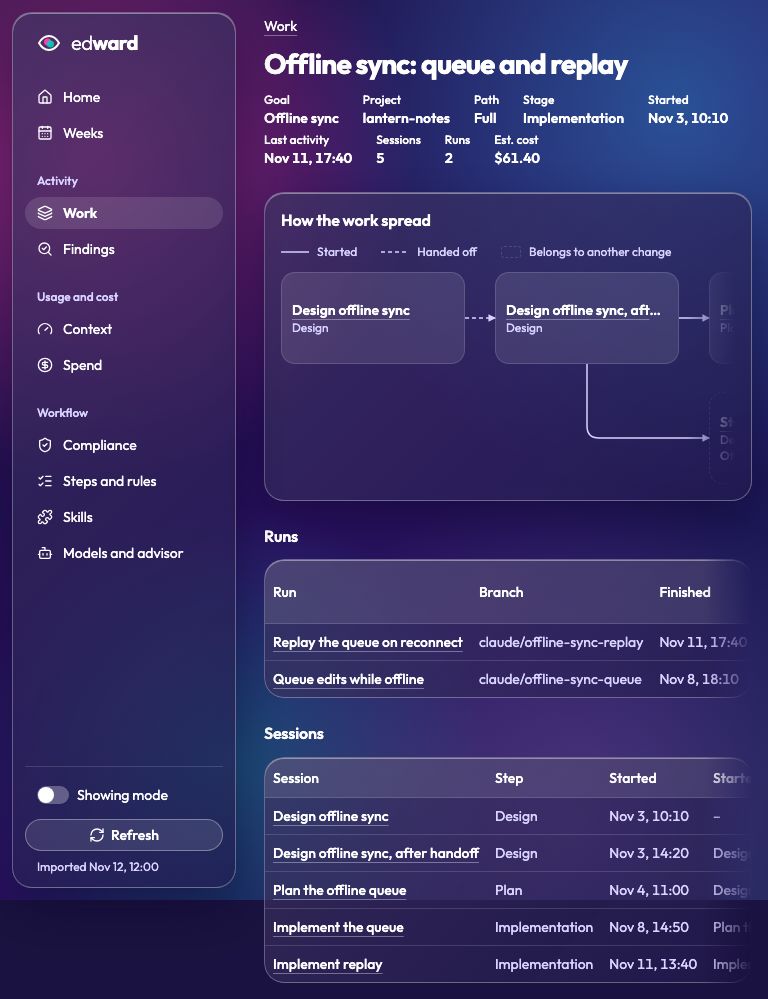 edward
Home
Weeks
Activity
Work
Findings
Usage and cost
Context
Spend
Workflow
Compliance
Steps and rules
Skills
Models and advisor
Showing mode
Refresh
Imported Nov 12, 12:00
Work
Offline sync: queue and replay
Goal Project Path Stage Started
Offline sync lantern-notes Full Implementation Nov 3, 10:10
Last activity Sessions Runs Est. cost
Nov 11, 17:40 5 2 $61.40
How the work spread
Started Handed off Belongs to another change
Design offline sync Design offline sync, aft...
Design Design
Runs
Run Branch Finished
Replay the queue on reconnect claude/offline-sync-replay Nov 11, 17:40
Queue edits while offline claude/offline-sync-queue Nov 8, 18:10
Sessions
Session Step Started
Design offline sync Design Nov 3, 10:10 –
Design offline sync, after handoff Design Nov 3, 14:20
Plan the offline queue Plan Nov 4, 11:00
Implement the queue Implementation Nov 8, 14:50 Plan
Implement replay Implementation Nov 11, 13:40